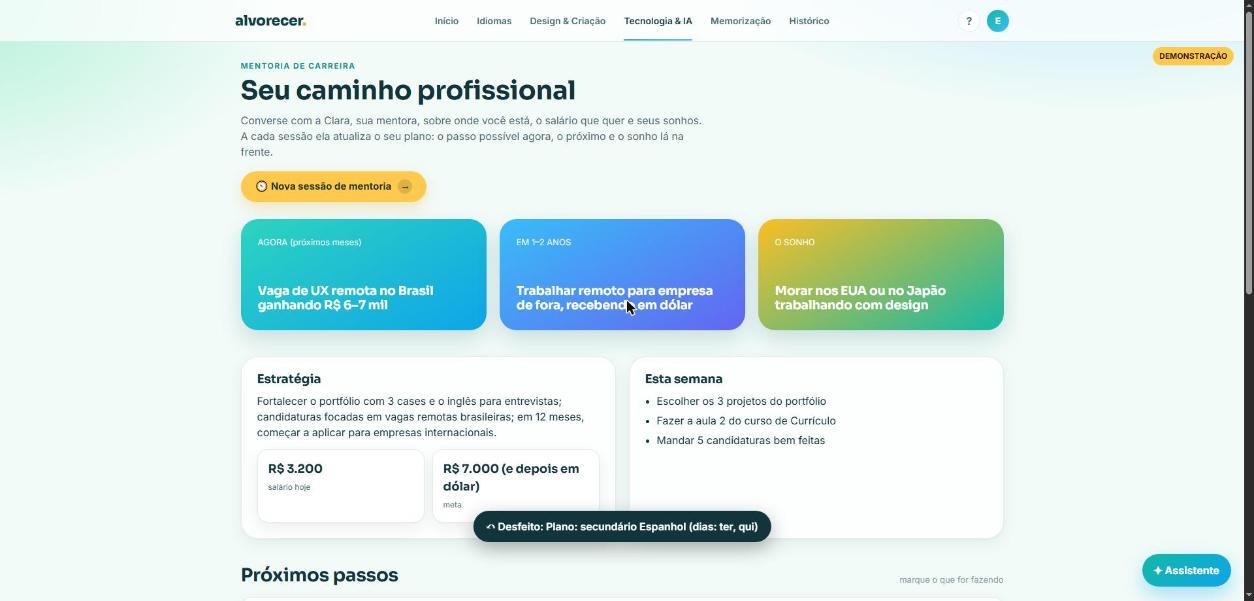 alvorecer.
Início
Idiomas
Design & Criação
Tecnologia & IA
Memorização
Histórico
?
E
DEMONSTRAÇÃO
MENTORIA DE CARREIRA
Seu caminho profissional
Converse com a Clara, sua mentora, sobre onde você está, o salário que quer e seus sonhos.
A cada sessão ela atualiza o seu plano: o passo possível agora, o próximo e o sonho lá na
frente.
Nova sessão de mentoria →
AGORA (próximos meses)
Vaga de UX remota no Brasil
ganhando R$ 6–7 mil
EM 1–2 ANOS
Trabalhar remoto para empresa
de fora, recebendo em dólar
O SONHO
Morar nos EUA ou no Japão
trabalhando com design
Estratégia
Fortalecer o portfólio com 3 cases e o inglês para entrevistas;
candidaturas focadas em vagas remotas brasileiras; em 12 meses,
começar a aplicar para empresas internacionais.
R$ 3.200
salário hoje
R$ 7.000 (e depois em
dólar)
meta
Esta semana
• Escolher os 3 projetos do portfólio
• Fazer a aula 2 do curso de Currículo
• Mandar 5 candidaturas bem feitas
Desfeito: Plano: secundário Espanhol (dias: ter, qui)
Próximos passos
marque o que for fazendo
Assistente